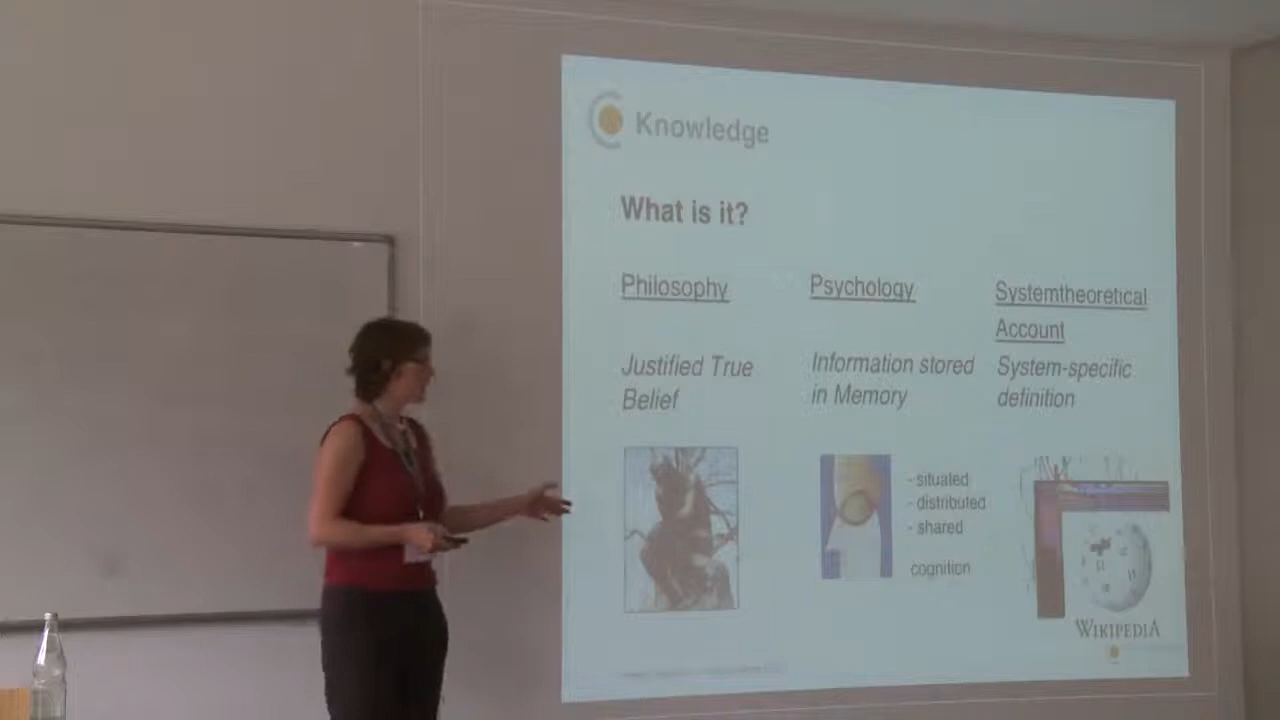 Knowledge
What is it?
Philosophy
Justified True
Belief
Psychology
Information stored
in Memory
- situated
- distributed
- shared
cognition
Systemtheoretical
Account
System-specific
definition
WIKIPEDIA